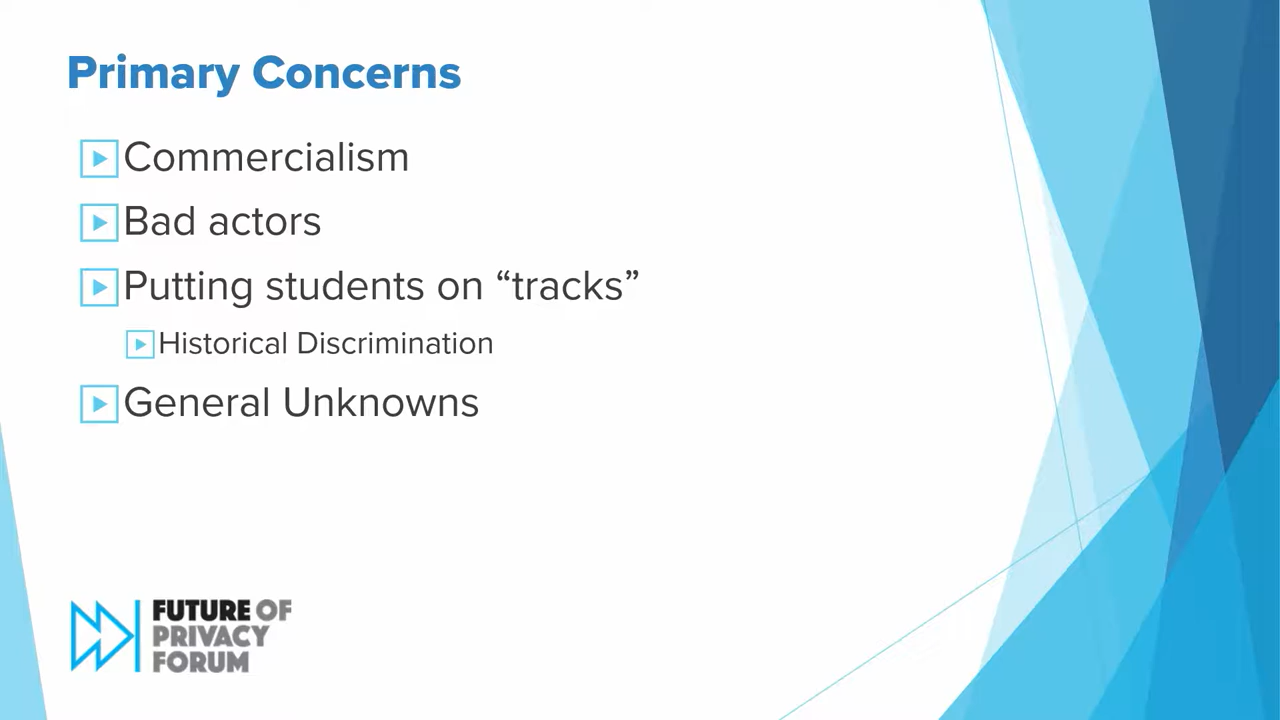 Primary Concerns
Commercialism
Bad actors
Putting students on “tracks”
Historical Discrimination
General Unknowns
FUTURE OF
PRIVACY
FORUM